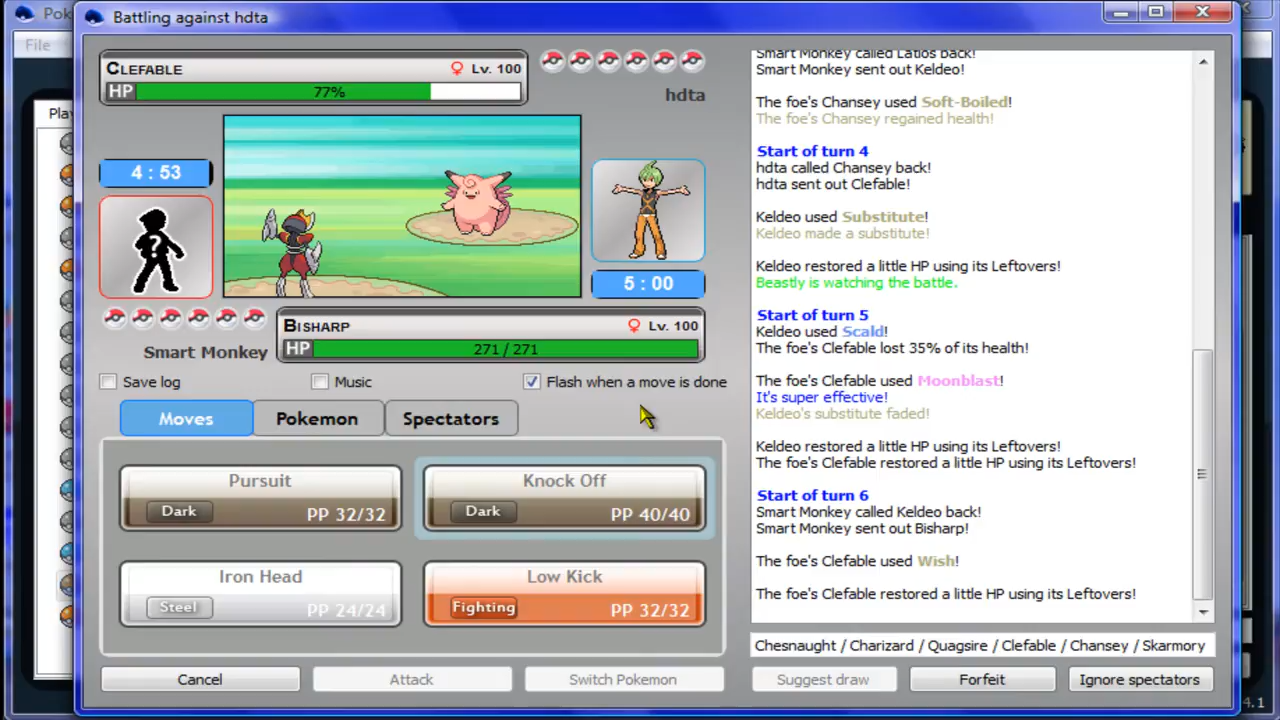 Pok
Battling against hdta
File
Play
CLEFABLE
Lv. 100
HP
77%
hdta
4 : 53
5 : 00
BISHARP
Lv. 100
HP
271 / 271
Smart Monkey
Save log
Music
Flash when a move is done
Moves
Pokemon
Spectators
Pursuit
Dark
PP 32/32
Knock Off
Dark
PP 40/40
Iron Head
Steel
PP 24/24
Low Kick
Fighting
PP 32/32
Cancel
Attack
Switch Pokemon
Smart Monkey called Latios back!
Smart Monkey sent out Keldeo!
The foe's Chansey used Soft-Boiled!
The foe's Chansey regained health!
Start of turn 4
hdta called Chansey back!
hdta sent out Clefable!
Keldeo used Substitute!
Keldeo made a substitute!
Keldeo restored a little HP using its Leftovers!
Beastly is watching the battle.
Start of turn 5
Keldeo used Scald!
The foe's Clefable lost 35% of its health!
The foe's Clefable used Moonblast!
It's super effective!
Keldeo's substitute faded!
Keldeo restored a little HP using its Leftovers!
The foe's Clefable restored a little HP using its Leftovers!
Start of turn 6
Smart Monkey called Keldeo back!
Smart Monkey sent out Bisharp!
The foe's Clefable used Wish!
The foe's Clefable restored a little HP using its Leftovers!
Chesnaught / Charizard / Quagsire / Clefable / Chansey / Skarmory
Suggest draw
Forfeit
Ignore spectators
4.1